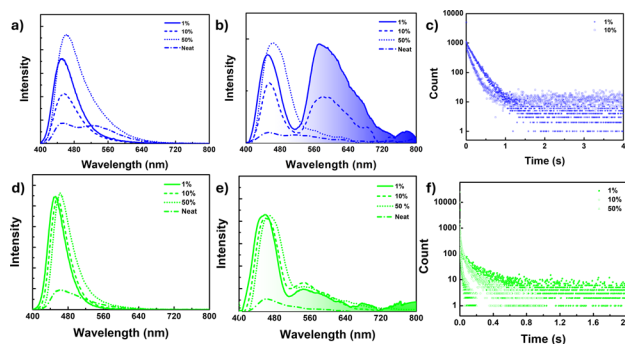 a)
1%
10%
50%
Neat
Intensity
400 480 560 640 720 800
Wavelength (nm)
b)
1%
10%
50%
Neat
Intensity
400 480 560 640 720 800
Wavelength (nm)
c)
1%
10%
Count
10000
1000
100
10
1
0 1 2 3 4
Time (s)
d)
1%
10%
50%
Neat
Intensity
400 480 560 640 720 800
Wavelength (nm)
e)
1%
10%
50 %
Neat
Intensity
480 560 640 720 800
Wavelength (nm)
f)
1%
10%
50%
Count
10000
1000
100
10
1
0.0 0.4 0.8 1.2 1.6
Time (s)